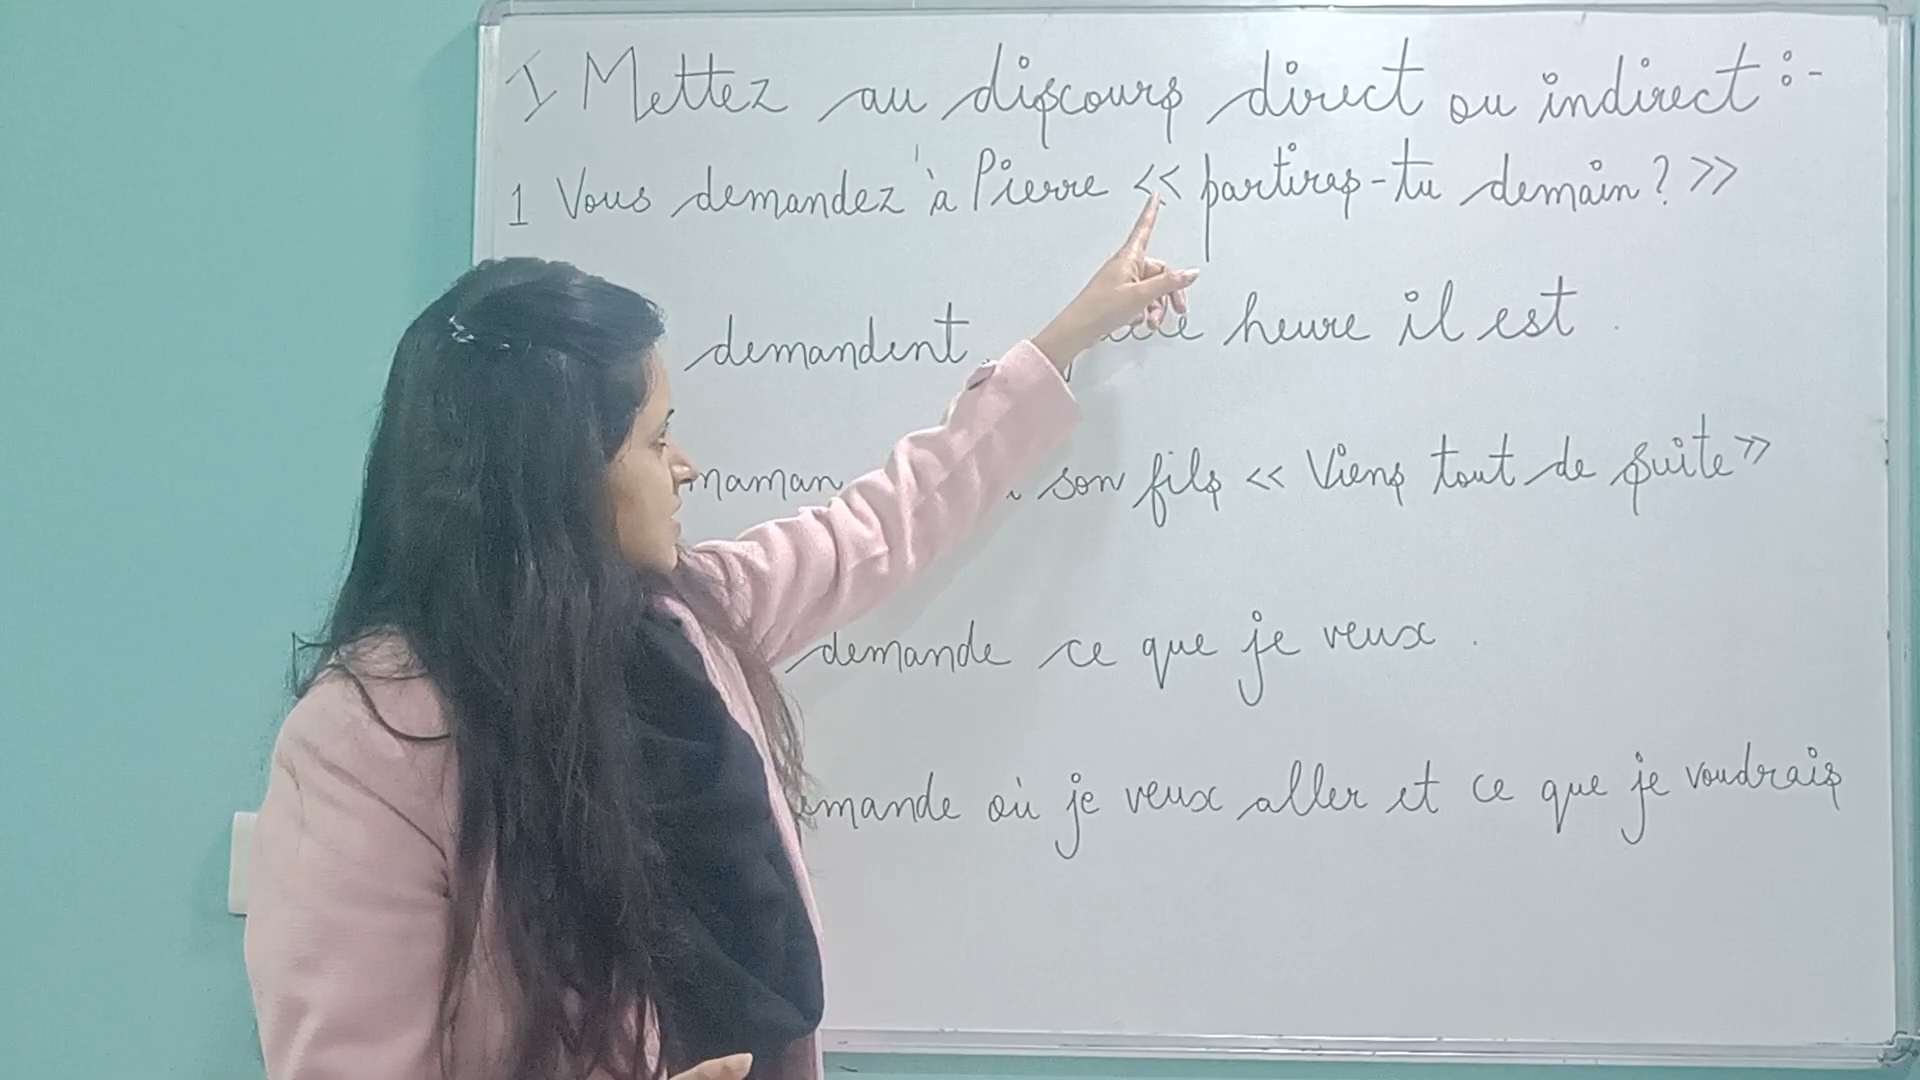 I Mettez au discours direct ou indirect :-
1 Vous demandez à Pierre << partiras-tu demain ? >>
demandent heure il est .
maman son fils << Viens tout de suite >>
demande ce que je veux .
où je veux aller et ce que je voudrais